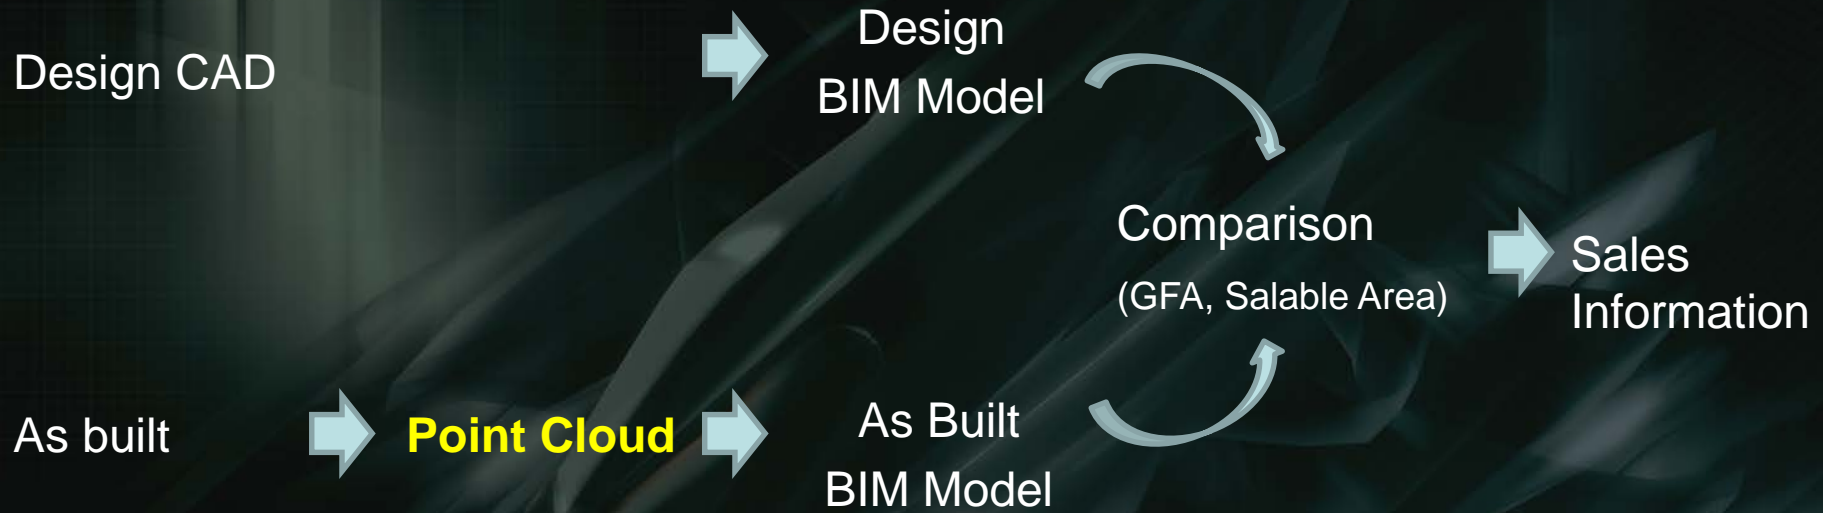 Design CAD
Design
BIM Model
Comparison
(GFA, Salable Area)
Sales
Information
As built
Point Cloud
As Built
BIM Model